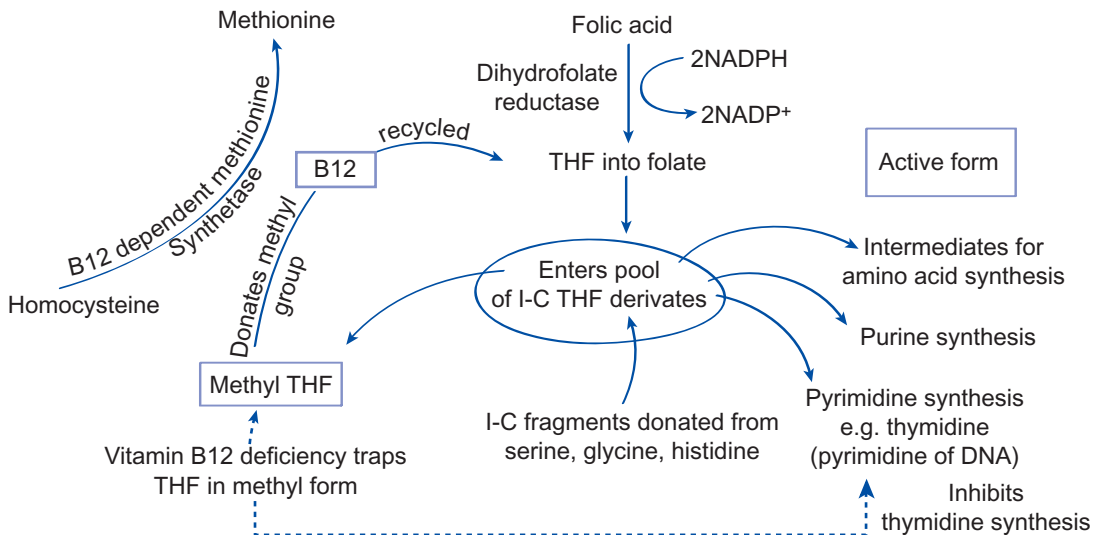 Methionine
Folic acid
2NADPH
Dihydrofolate
reductase
2NADP+
B12 dependent methionine
Synthetase
recycled
B12
THF into folate
Active form
Donates methyl
group
Enters pool
of I-C THF derivates
Intermediates for
amino acid synthesis
Homocysteine
Purine synthesis
Methyl THF
I-C fragments donated from
serine, glycine, histidine
Pyrimidine synthesis
e.g. thymidine
(pyrimidine of DNA)
Vitamin B12 deficiency traps
THF in methyl form
Inhibits
thymidine synthesis